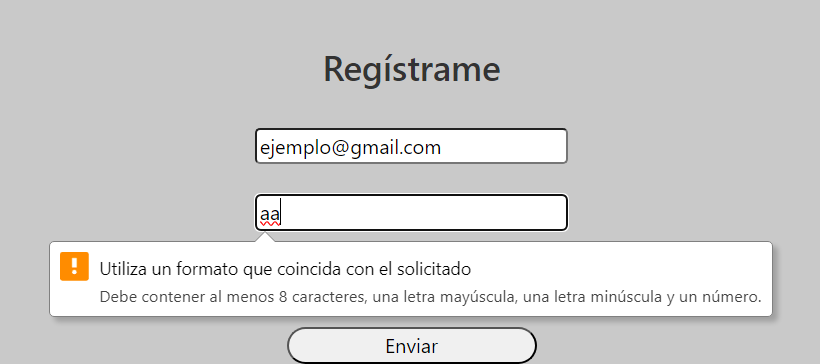 Regístrame
ejemplo@gmail.com
aa
Utiliza un formato que coincida con el solicitado
Debe contener al menos 8 caracteres, una letra mayúscula, una letra minúscula y un número.
Enviar